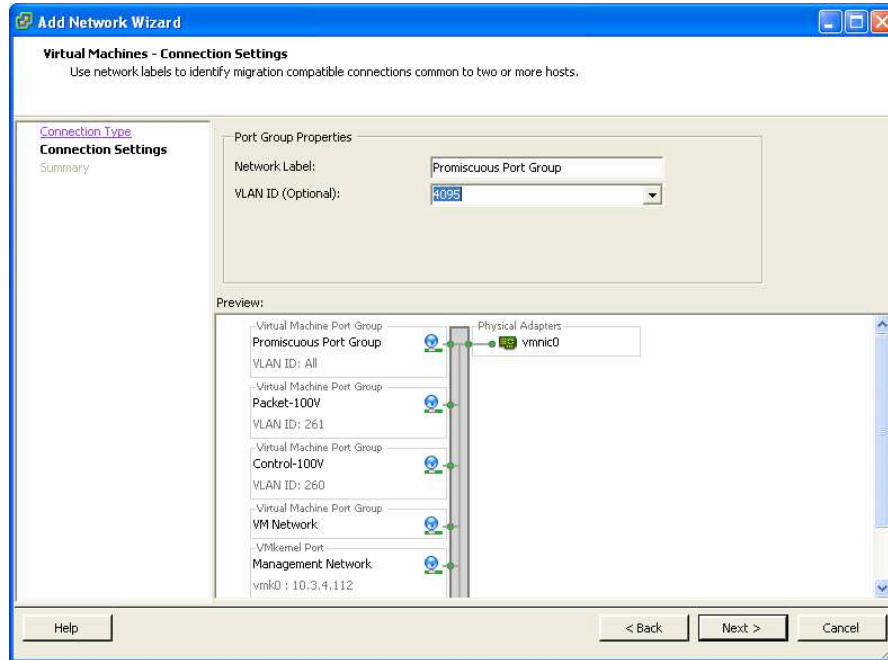 Add Network Wizard
Virtual Machines - Connection Settings
Use network labels to identify migration compatible connections common to two or more hosts.
Connection Type
Connection Settings
Summary
Port Group Properties
Network Label:
Promiscuous Port Group
VLAN ID (Optional):
4095
Preview:
Virtual Machine Port Group
Promiscuous Port Group
VLAN ID: All
Physical Adapters
vmnic0
Virtual Machine Port Group
Packet-100V
VLAN ID: 261
Virtual Machine Port Group
Control-100V
VLAN ID: 260
Virtual Machine Port Group
VM Network
VMkernel Port
Management Network
vmk0 : 10.3.4.112
Help
< Back
Next >
Cancel